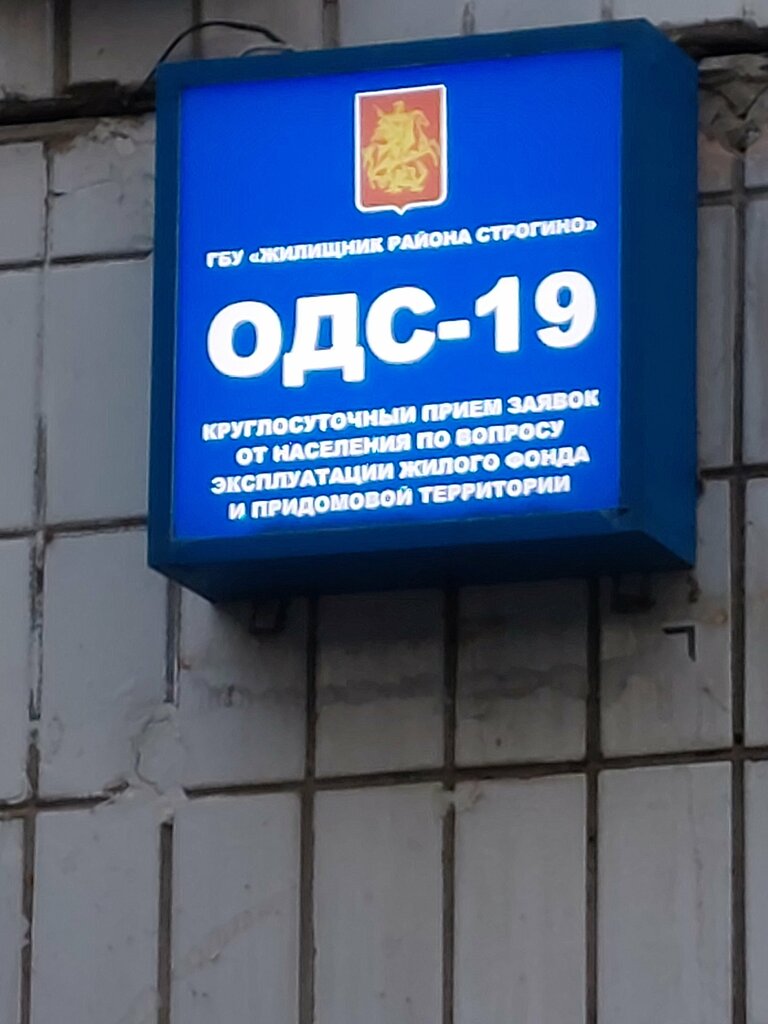 ГБУ «ЖИЛИЩНИК РАЙОНА СТРОГИНО»
ОДС-19
КРУГЛОСУТОЧНЫЙ ПРИЕМ ЗАЯВОК
ОТ НАСЕЛЕНИЯ ПО ВОПРОСУ
ЭКСПЛУАТАЦИИ ЖИЛОГО ФОНДА
И ПРИДОМОВОЙ ТЕРРИТОРИИ